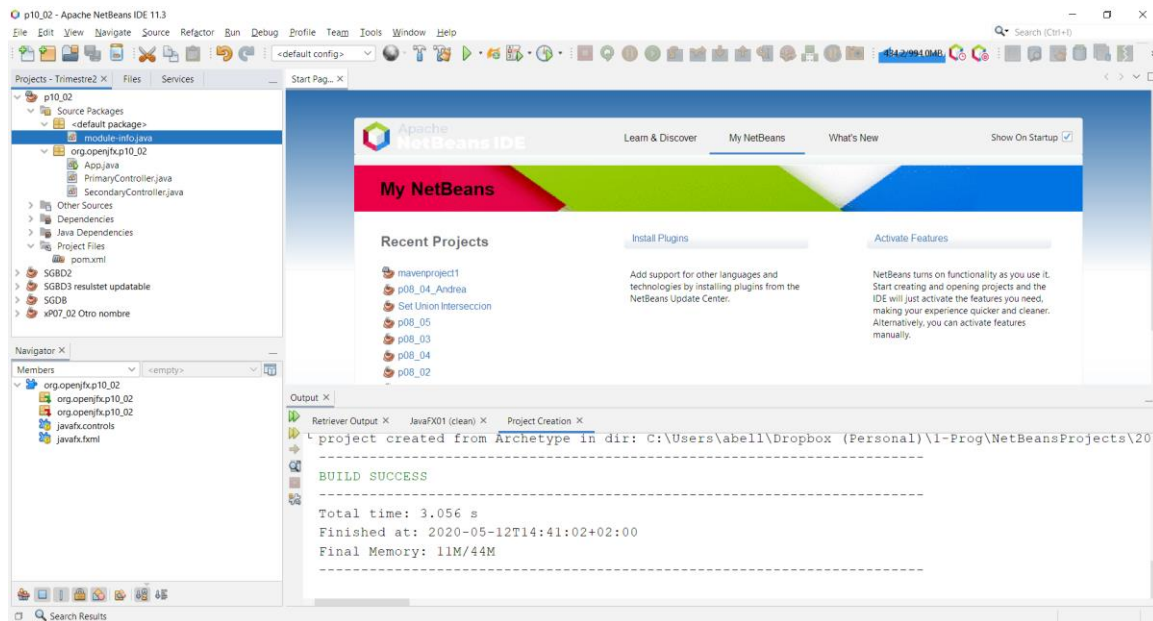 p10_02 - Apache NetBeans IDE 11.3
File Edit View Navigate Source Refactor Run Debug Profile Team Tools Window Help
Search (Ctrl+I)
<default config>
434.2/994.0MB
Projects - Trimestre2 × Files Services
p10_02
Source Packages
<default package>
module-info.java
org.openjfx.p10_02
App.java
PrimaryController.java
SecondaryController.java
Other Sources
Dependencies
Java Dependencies
Project Files
pom.xml
SGBD2
SGBD3 resulstet updatable
SGDB
xP07_02 Otro nombre
Navigator ×
Members <empty>
org.openjfx.p10_02
org.openjfx.p10_02
org.openjfx.p10_02
javafx.controls
javafx.fxml
Start Pag... ×
Apache
NetBeans IDE
Learn & Discover My NetBeans What's New Show On Startup
My NetBeans
Recent Projects
mavenproject1
p08_04_Andrea
Set Union Interseccion
p08_05
p08_03
p08_04
p08_02
Install Plugins
Add support for other languages and
technologies by installing plugins from the
NetBeans Update Center.
Activate Features
NetBeans turns on functionality as you use it.
Start creating and opening projects and the
IDE will just activate the features you need,
making your experience quicker and cleaner.
Alternatively, you can activate features
manually.
Output ×
Retriever Output × JavaFX01 (clean) × Project Creation ×
project created from Archetype in dir: C:\Users\abell\Dropbox (Personal)\1-Prog\NetBeansProjects\20
------------------------------------------------------------------------
BUILD SUCCESS
------------------------------------------------------------------------
Total time: 3.056 s
Finished at: 2020-05-12T14:41:02+02:00
Final Memory: 11M/44M
------------------------------------------------------------------------
Search Results